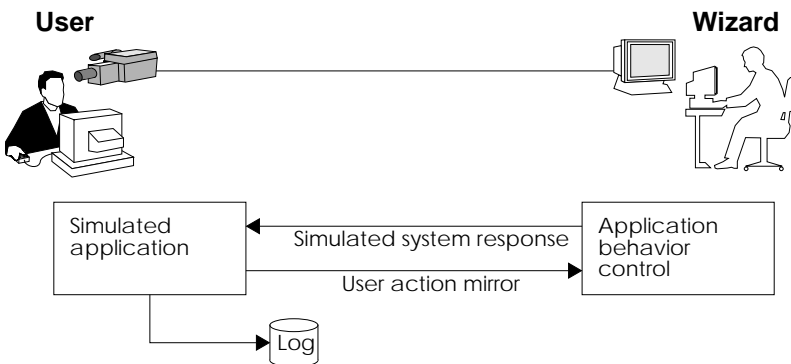 User
Wizard
Simulated
application
Simulated system response
User action mirror
Application
behavior
control
Log